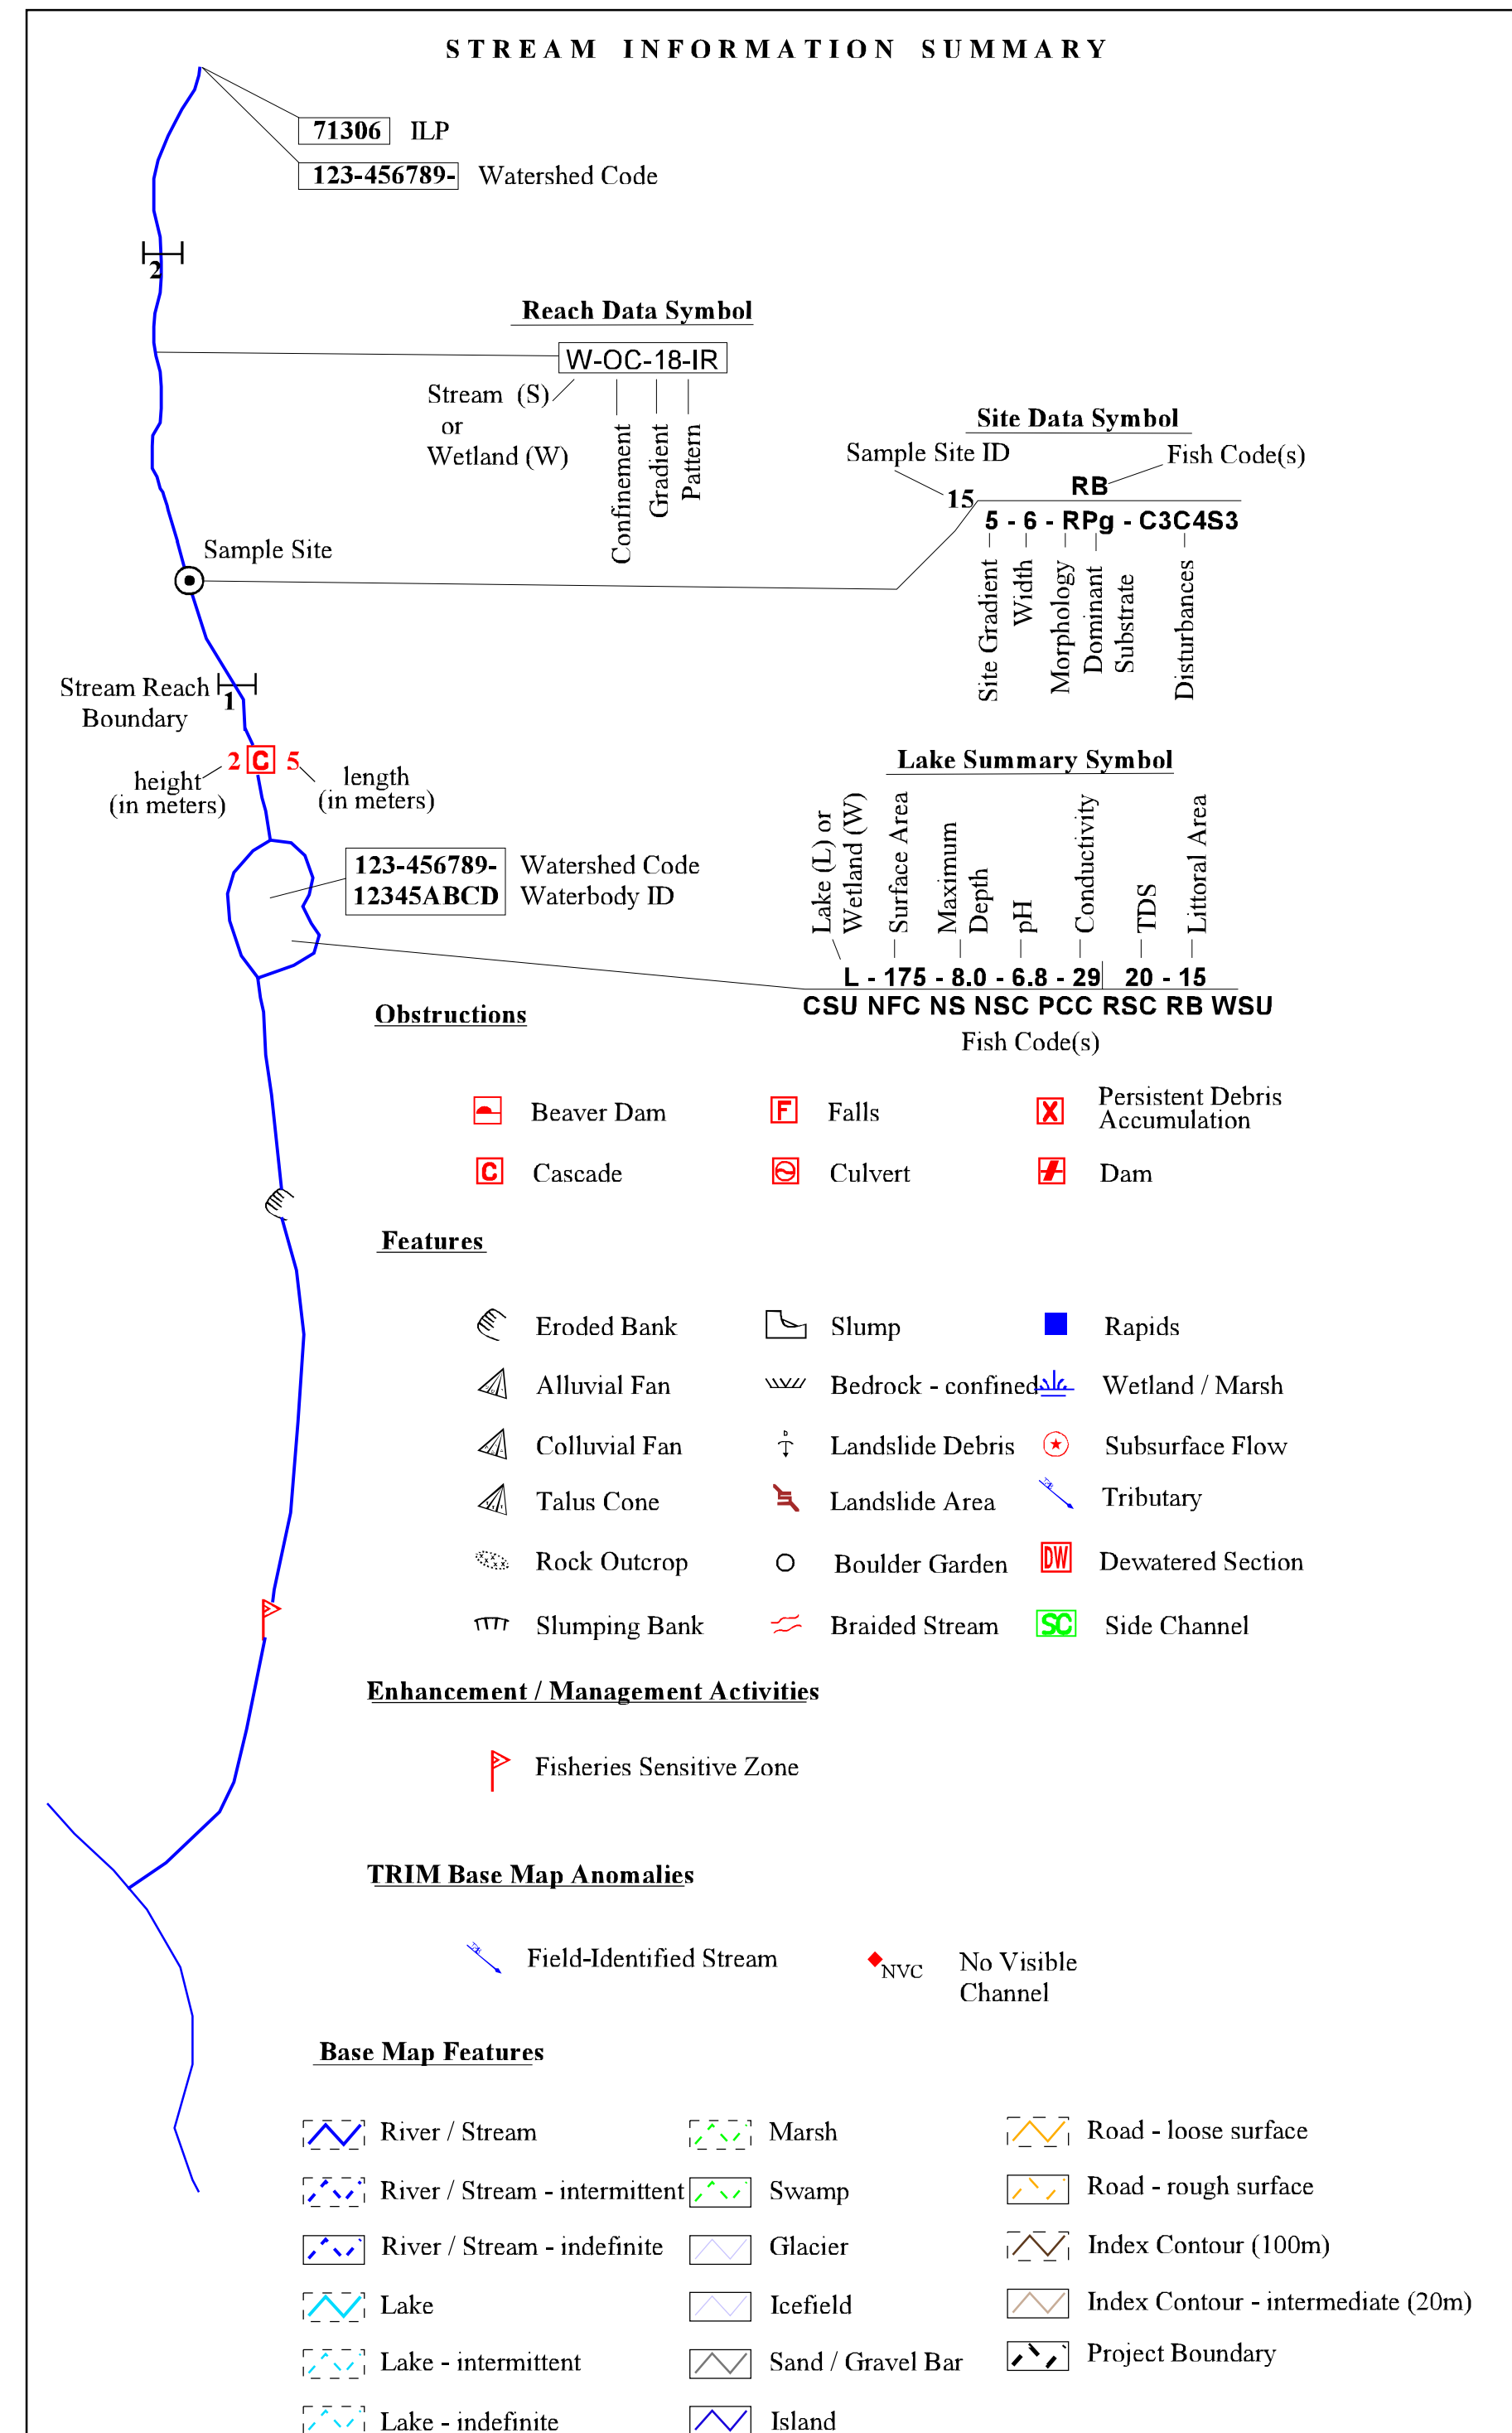 STREAM INFORMATION SUMMARY
71306 ILP
123-456789- Watershed Code
2
Reach Data Symbol
W-OC-18-IR
Stream (S)
or
Wetland (W)
Confinement
Gradient
Pattern
Site Data Symbol
Sample Site ID
Fish Code(s)
RB
15
5 - 6 - RPg - C3C4S3
Site Gradient
Width
Morphology
Dominant
Substrate
Disturbances
Sample Site
Stream Reach
Boundary
1
2 C 5
height
(in meters)
length
(in meters)
123-456789- Watershed Code
12345ABCD Waterbody ID
Lake Summary Symbol
Lake (L) or
Wetland (W)
Surface Area
Maximum
Depth
pH
Conductivity
TDS
Littoral Area
L - 175 - 8.0 - 6.8 - 29 20 - 15
CSU NFC NS NSC PCC RSC RB WSU
Fish Code(s)
Obstructions
Beaver Dam
F Falls
X Persistent Debris
Accumulation
C Cascade
Culvert
Dam
Features
Eroded Bank
Slump
Rapids
Alluvial Fan
Bedrock - confined
Wetland / Marsh
Colluvial Fan
D
Landslide Debris
Subsurface Flow
Talus Cone
Landslide Area
Tributary
Rock Outcrop
Boulder Garden
DW Dewatered Section
Slumping Bank
Braided Stream
SC Side Channel
Enhancement / Management Activities
Fisheries Sensitive Zone
TRIM Base Map Anomalies
Field-Identified Stream
NVC
No Visible
Channel
Base Map Features
River / Stream
Marsh
Road - loose surface
River / Stream - intermittent
Swamp
Road - rough surface
River / Stream - indefinite
Glacier
Index Contour (100m)
Lake
Icefield
Index Contour - intermediate (20m)
Lake - intermittent
Sand / Gravel Bar
Project Boundary
Lake - indefinite
Island